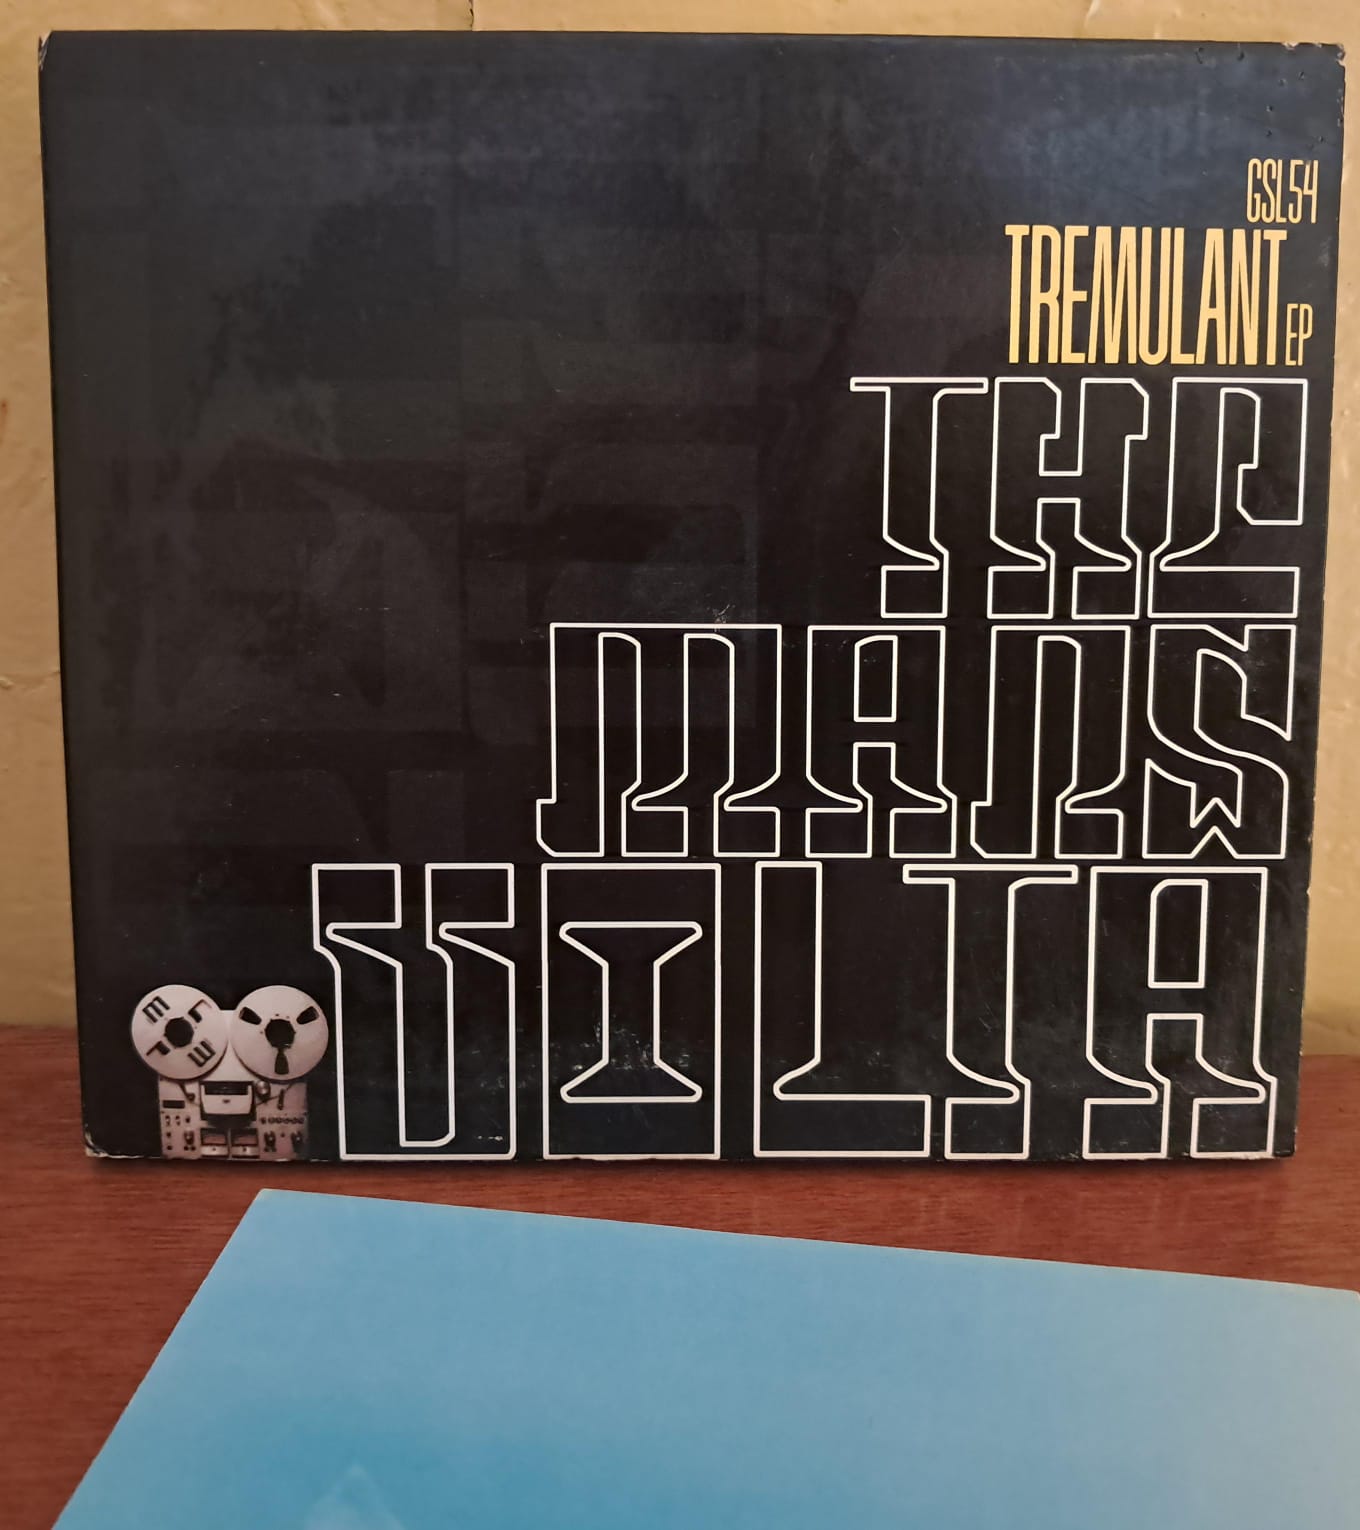 GSL54
TREMULANT EP
THE
MARS
VOLTA